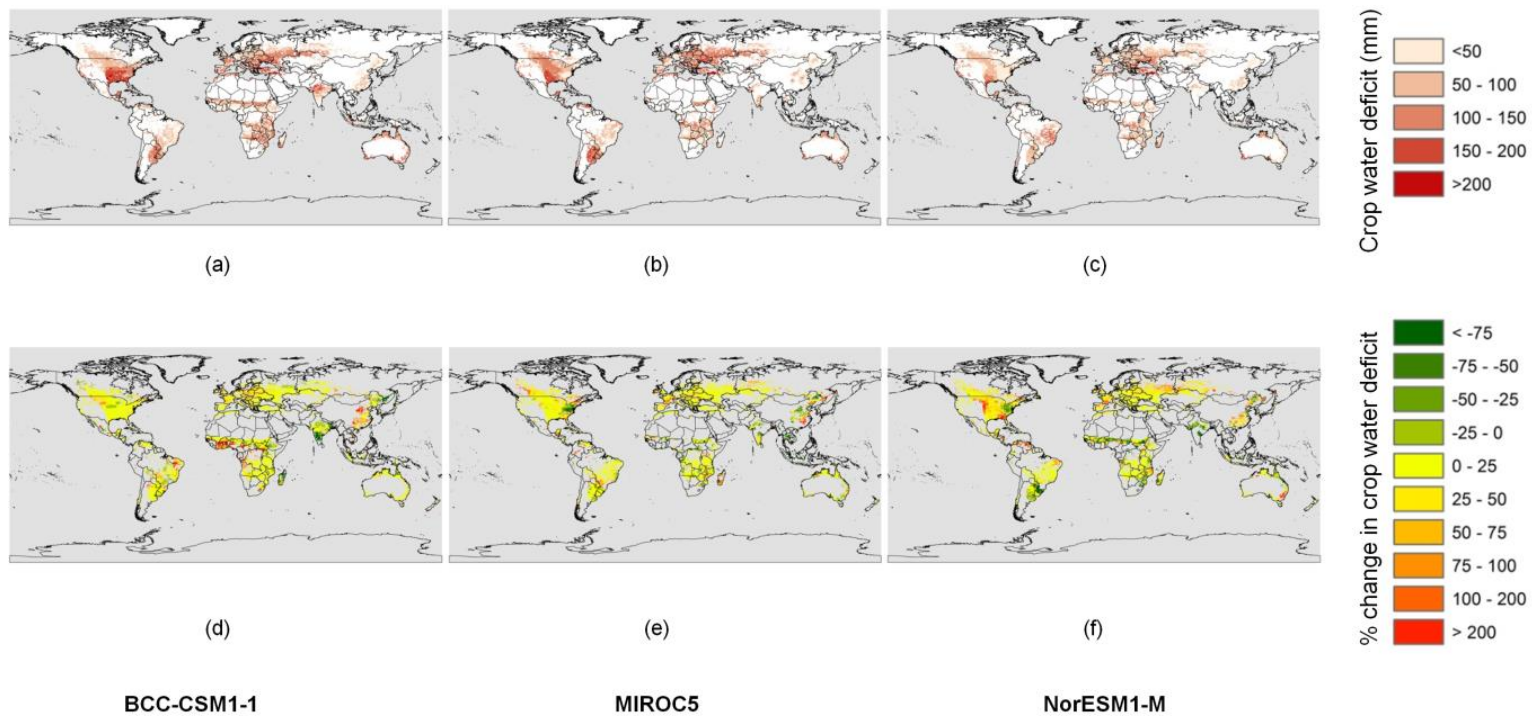 Crop water deficit (mm)
<50
50 - 100
100 - 150
150 - 200
>200
(a)
(b)
(c)
% change in crop water deficit
< -75
-75 - -50
-50 - -25
-25 - 0
0 - 25
25 - 50
50 - 75
75 - 100
100 - 200
> 200
(d)
(e)
(f)
BCC-CSM1-1
MIROC5
NorESM1-M